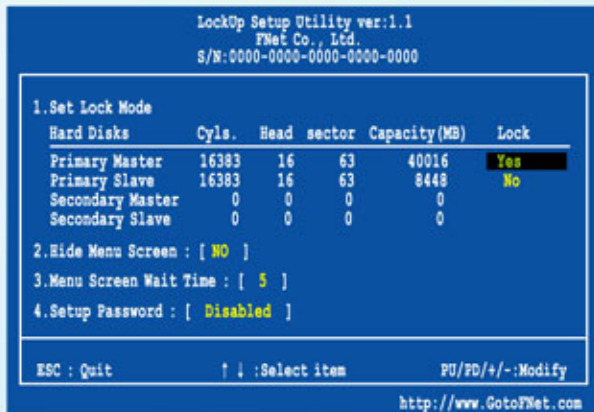 LockUp Setup Utility ver:1.1
FNet Co., Ltd.
S/N:0000-0000-0000-0000-0000
1.Set Lock Mode
Hard Disks Cyls. Head sector Capacity(MB) Lock
Primary Master 16383 16 63 40016 Yes
Primary Slave 16383 16 63 8448 No
Secondary Master 0 0 0 0
Secondary Slave 0 0 0 0
2.Hide Menu Screen : [ NO ]
3.Menu Screen Wait Time : [ 5 ]
4.Setup Password : [ Disabled ]
ESC : Quit ↑ ↓ :Select item PU/PD/+/-:Modify
http://www.GotoFNet.com